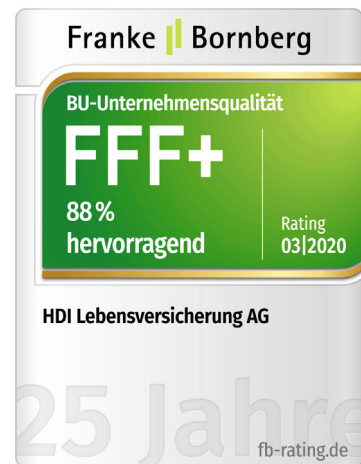 Franke Bornberg
BU-Unternehmensqualität
FFF+
88 %
hervorragend
Rating
03|2020
HDI Lebensversicherung AG
25 Jahre
fb-rating.de